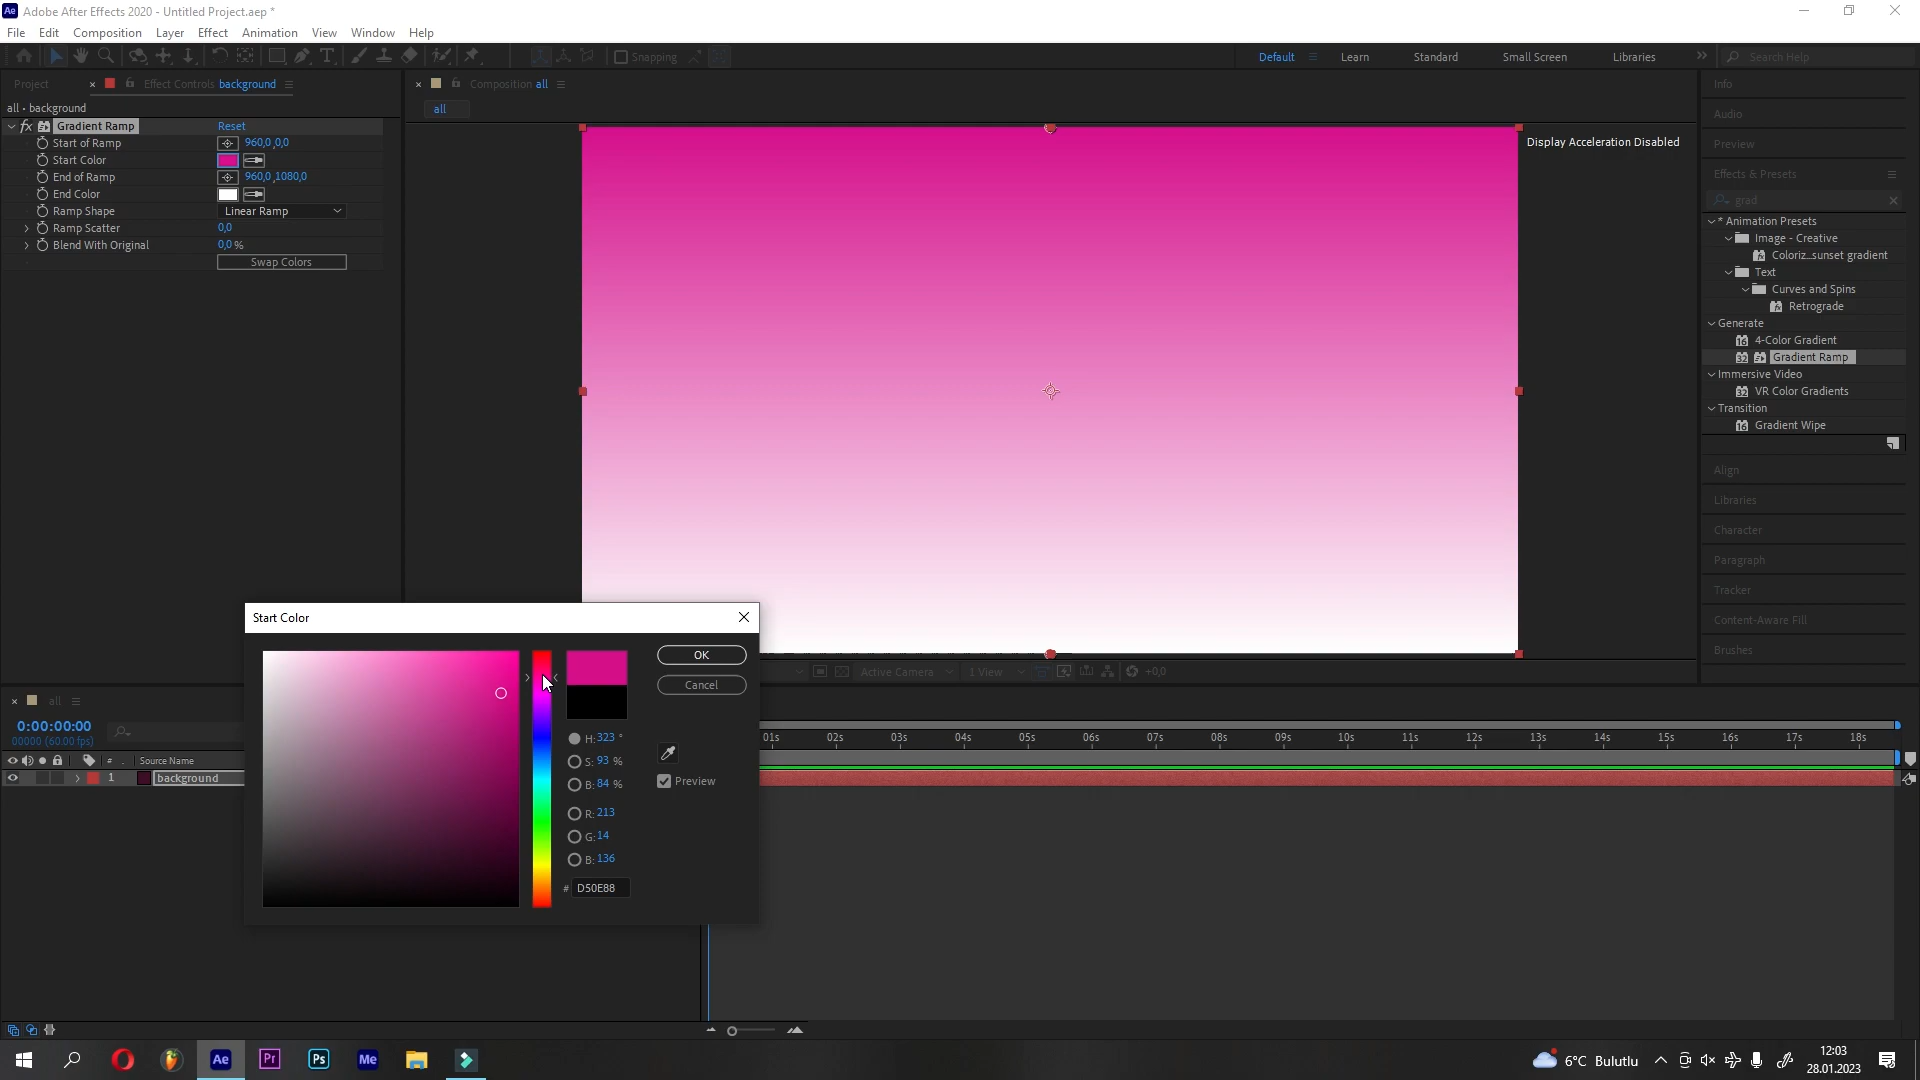 Adobe After Effects 2020 - Untitled Project.aep *
File Edit Composition Layer Effect Animation View Window Help
Snapping Default Learn Standard Small Screen Libraries Search Help
Project Effect Controls background
Composition all
all
all • background
fx Gradient Ramp Reset
Start of Ramp 960,0 ,0,0
Start Color
End of Ramp 960,0 ,1080,0
End Color
Ramp Shape Linear Ramp
Ramp Scatter 0,0
Blend With Original 0,0 %
Swap Colors
Display Acceleration Disabled
Info
Audio
Preview
Effects & Presets
grad
* Animation Presets
Image - Creative
Coloriz...sunset gradient
Text
Curves and Spins
Retrograde
Generate
4-Color Gradient
Gradient Ramp
Immersive Video
VR Color Gradients
Transition
Gradient Wipe
Align
Libraries
Character
Paragraph
Tracker
Content-Aware Fill
Brushes
Active Camera 1 View +0,0
Start Color
OK
Cancel
H: 323 °
S: 93 %
B: 84 %
R: 213
G: 14
B: 136
# D50E88
Preview
all
0:00:00:00
00000 (60.00 fps)
# . Source Name
1 background
01s 02s 03s 04s 05s 06s 07s 08s 09s 10s 11s 12s 13s 14s 15s 16s 17s 18s
Ae Pr Ps Me
6°C Bulutlu
12:03
28.01.2023